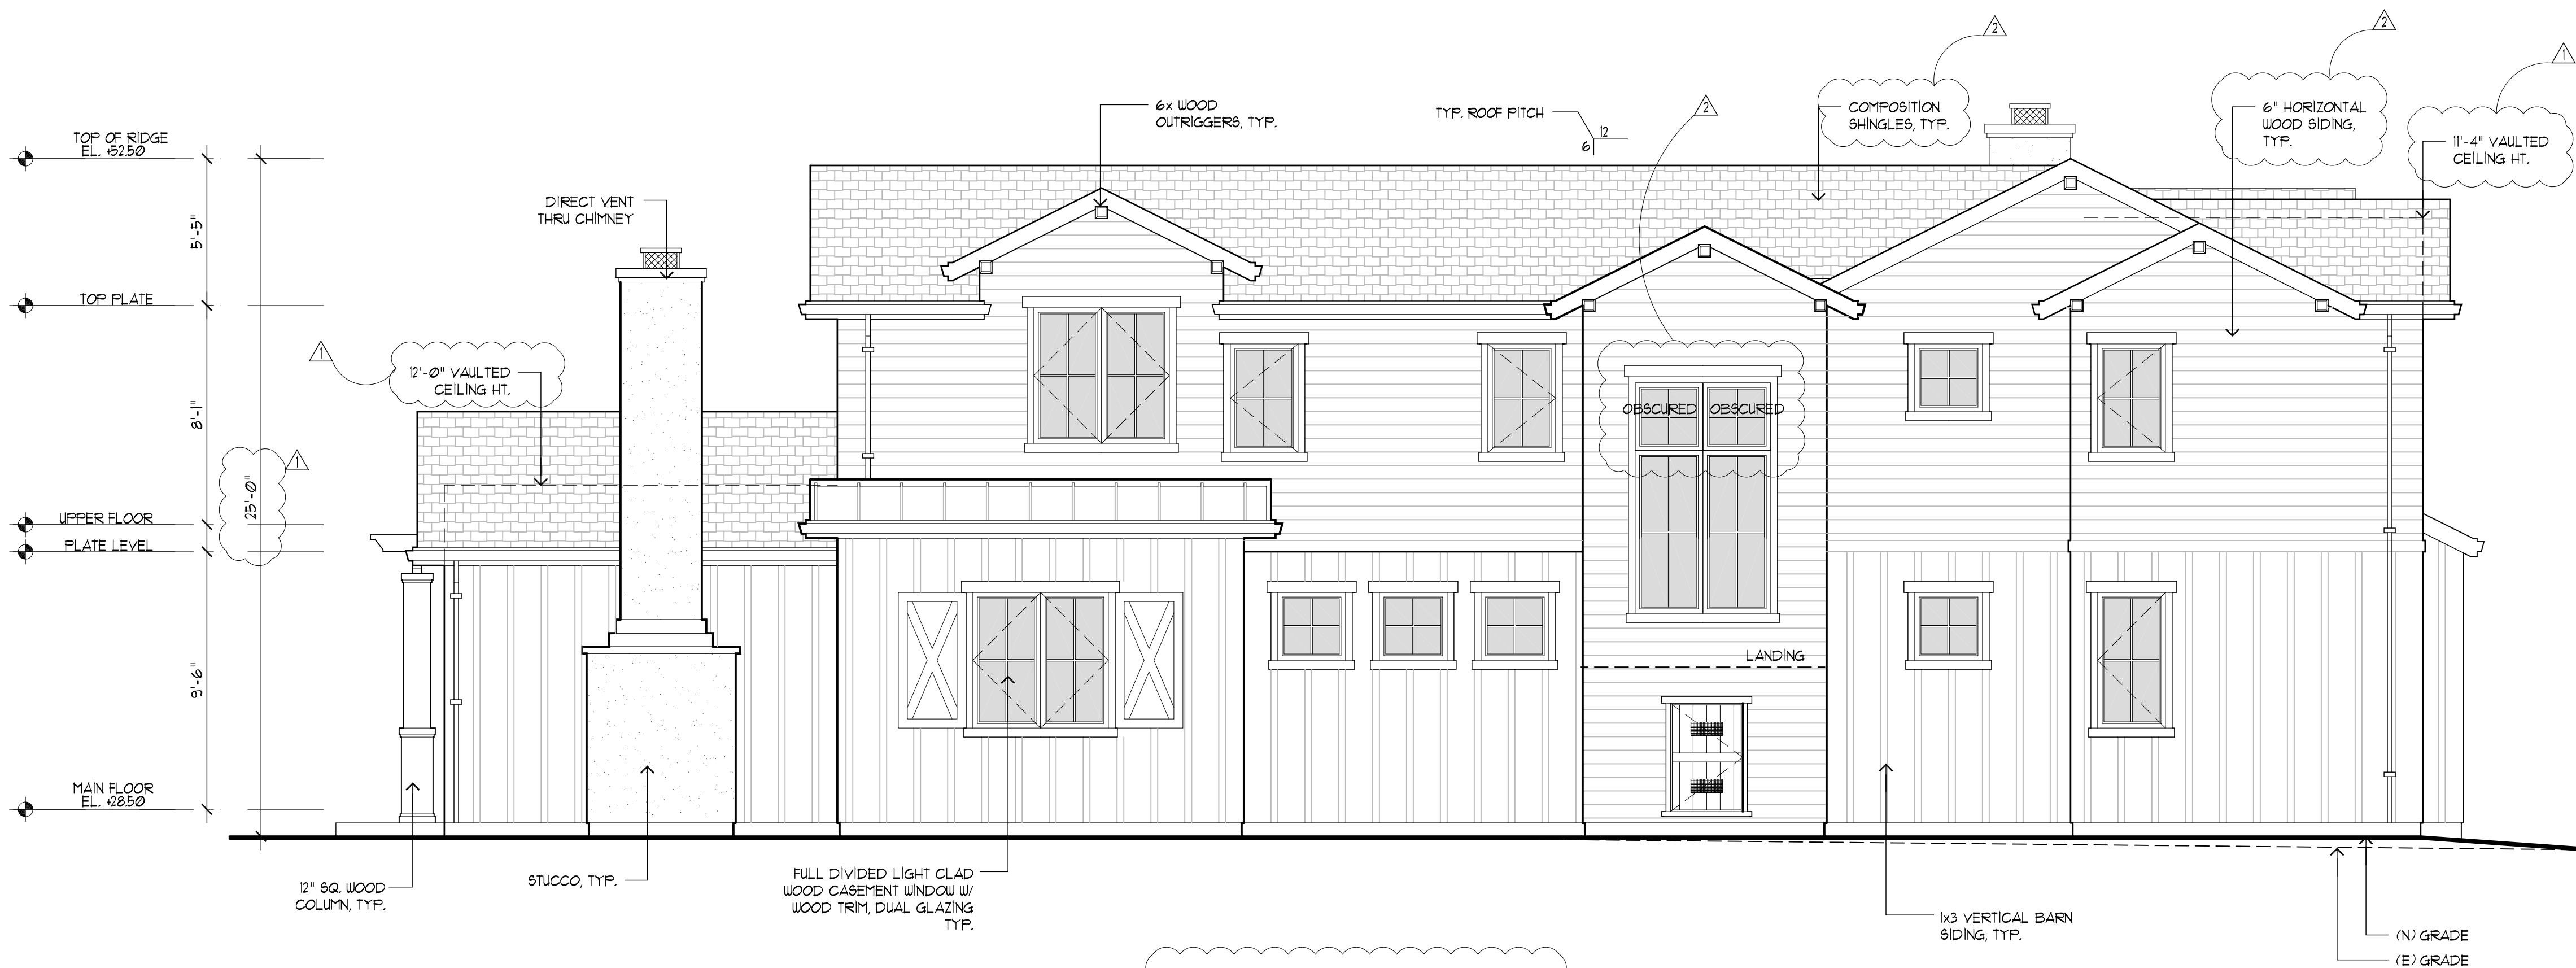 2
2
1
2
6x WOOD
OUTRIGGERS, TYP.
TYP. ROOF PITCH
12
6
COMPOSITION
SHINGLES, TYP.
6" HORIZONTAL
WOOD SIDING,
TYP.
11'-4" VAULTED
CEILING HT.
TOP OF RIDGE
EL. +52.50
DIRECT VENT
THRU CHIMNEY
5'-5"
TOP PLATE
1
12'-0" VAULTED
CEILING HT.
8'-1"
OBSCURED OBSCURED
1
25'-0"
UPPER FLOOR
PLATE LEVEL
9'-6"
LANDING
MAIN FLOOR
EL. +28.50
12" SQ. WOOD
COLUMN, TYP.
STUCCO, TYP.
FULL DIVIDED LIGHT CLAD
WOOD CASEMENT WINDOW W/
WOOD TRIM, DUAL GLAZING
TYP.
1x3 VERTICAL BARN
SIDING, TYP.
(N) GRADE
(E) GRADE